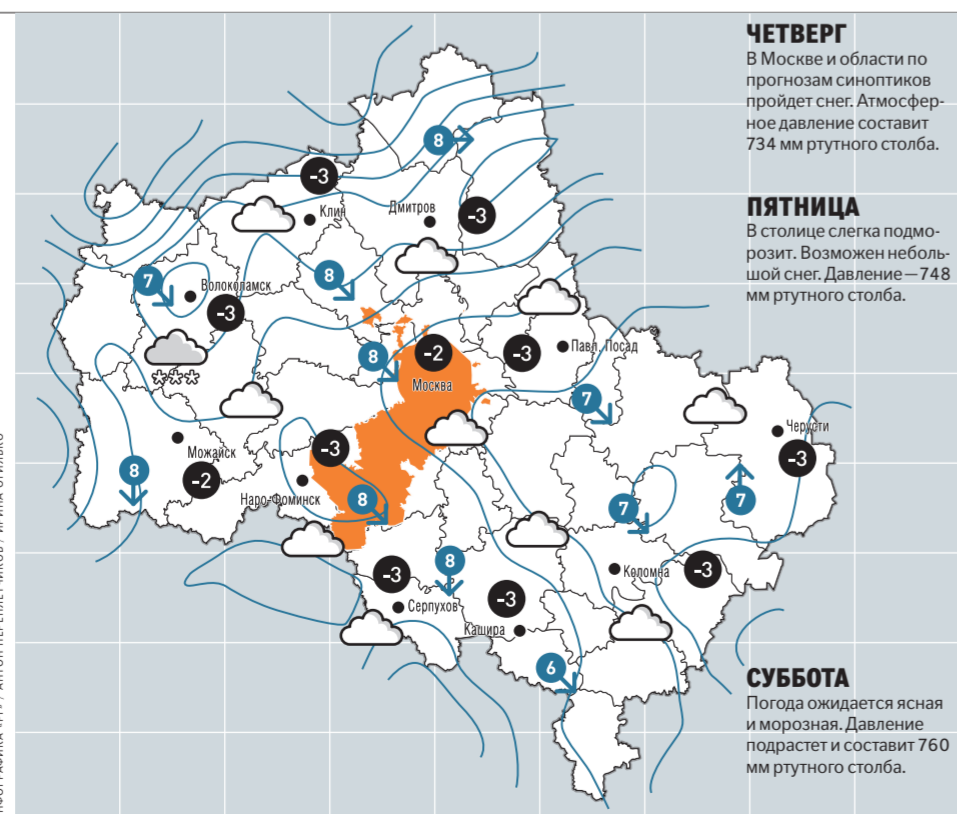 ЧЕТВЕРГ
В Москве и области по
прогнозам синоптиков
пройдет снег. Атмосфер-
ное давление составит
734 мм ртутного столба.
ПЯТНИЦА
В столице слегка подмо-
розит. Возможен неболь-
шой снег. Давление — 748
мм ртутного столба.
СУББОТА
Погода ожидается ясная
и морозная. Давление
подрастет и составит 760
мм ртутного столба.
8
-3
Клин
Дмитров
-3
7
Волоколамск
8
-3
8
-2
Москва
-3
Павл. Посад
7
Черусти
-3
Можайск
-2
8
-3
Наро-Фоминск
8
7
7
-3
Серпухов
8
-3
Кашира
Коломна
-3
6